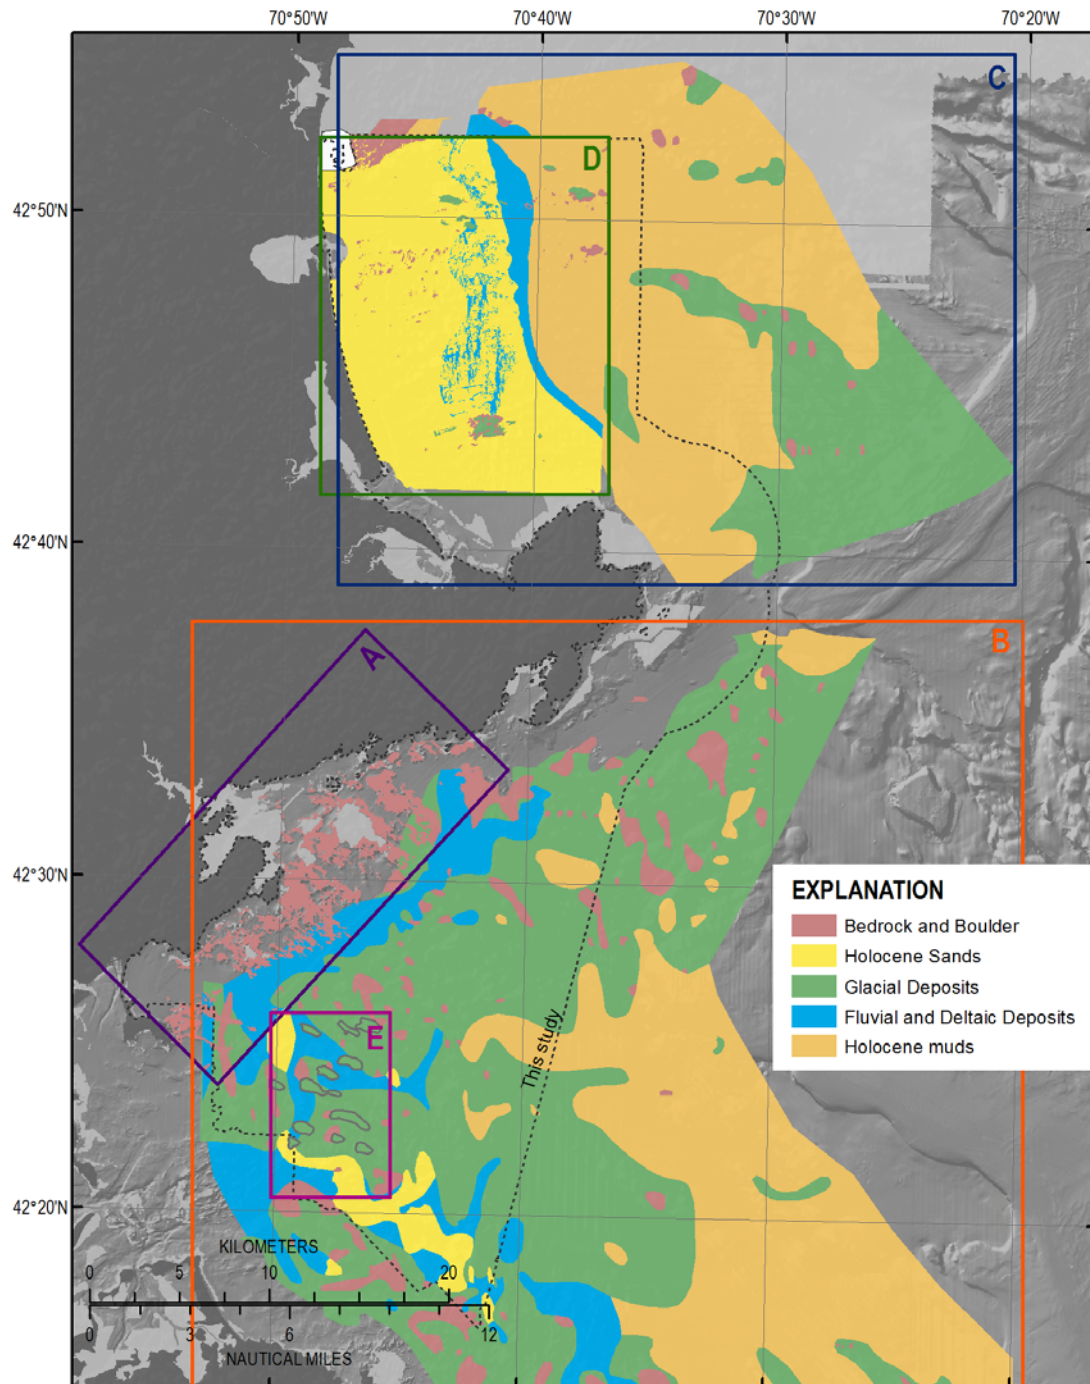 70°50'W 70°40'W 70°30'W 70°20'W
C
D
42°50'N
42°40'N
B
A
42°30'N
EXPLANATION
Bedrock and Boulder
Holocene Sands
Glacial Deposits
Fluvial and Deltaic Deposits
Holocene muds
E
This study
42°20'N
KILOMETERS
0 5 10 20
0 3 6 12
NAUTICAL MILES